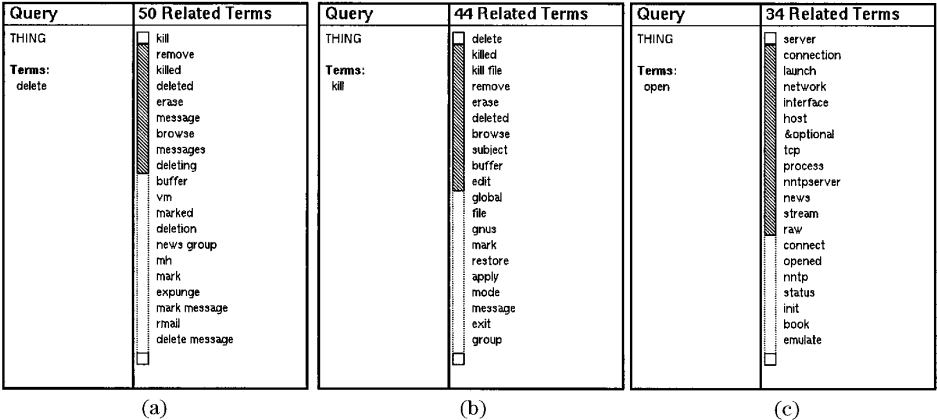 Query
50 Related Terms
THING
Terms:
delete
kill
remove
killed
deleted
erase
message
browse
messages
deleting
buffer
vm
marked
deletion
news group
mh
mark
expunge
mark message
rmail
delete message
(a)
Query
44 Related Terms
THING
Terms:
kill
delete
killed
kill file
remove
erase
deleted
browse
subject
buffer
edit
global
file
gnus
mark
restore
apply
mode
message
exit
group
(b)
Query
34 Related Terms
THING
Terms:
open
server
connection
launch
network
interface
host
&optional
tcp
process
nntpserver
news
stream
raw
connect
opened
nntp
status
init
book
emulate
(c)